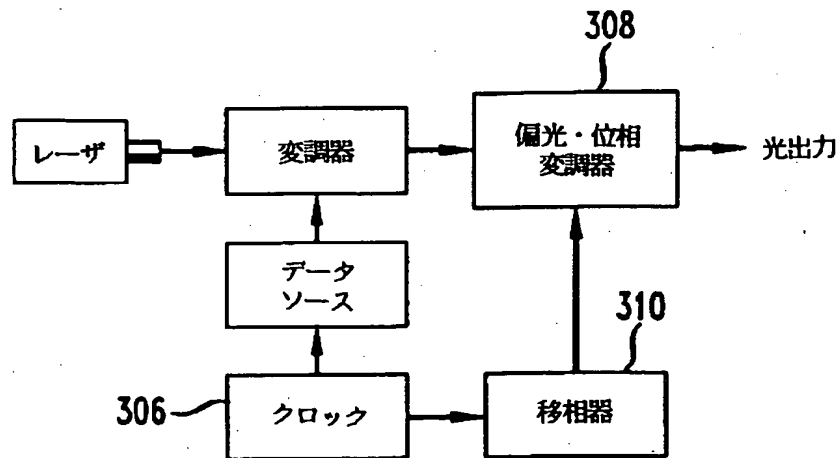 308
レーザ
変調器
偏光・位相
変調器
光出力
データ
ソース
310
306
クロック
移相器